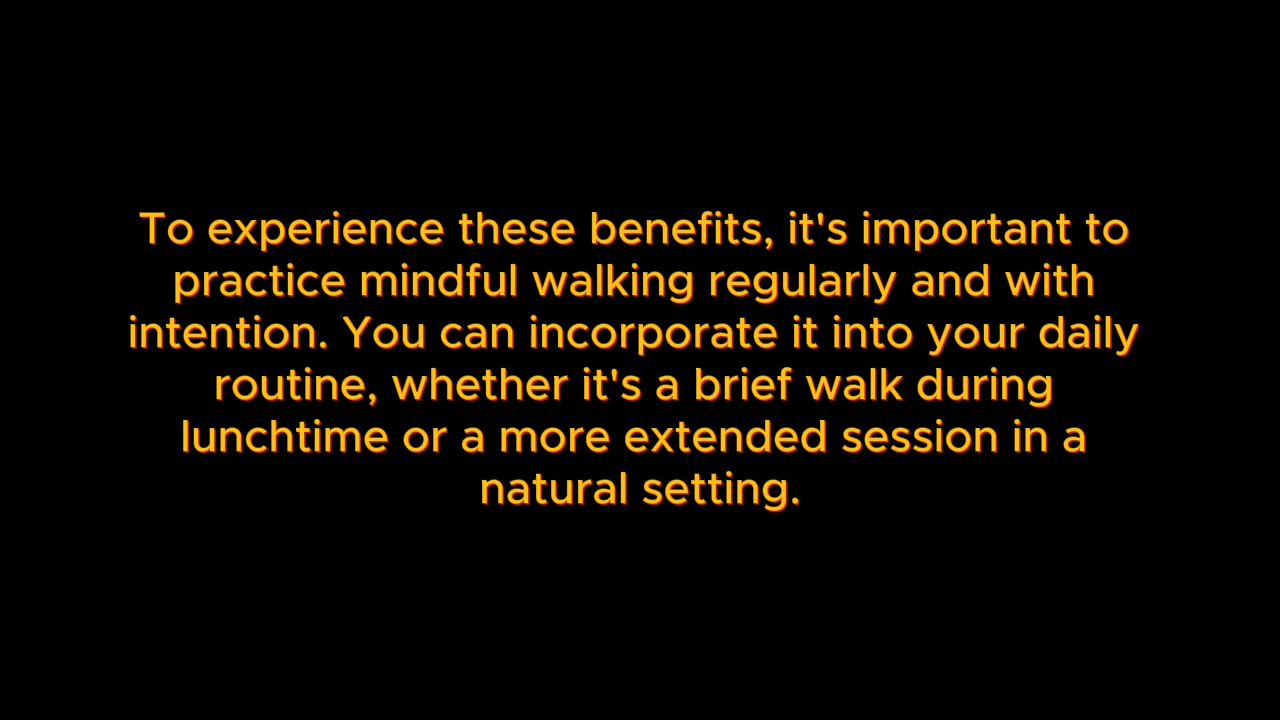 To experience these benefits, it's important to
practice mindful walking regularly and with
intention. You can incorporate it into your daily
routine, whether it's a brief walk during
lunchtime or a more extended session in a
natural setting.